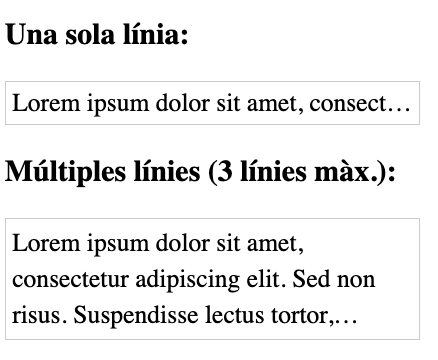 Una sola línia:
Lorem ipsum dolor sit amet, consect…
Múltiples línies (3 línies màx.):
Lorem ipsum dolor sit amet,
consectetur adipiscing elit. Sed non
risus. Suspendisse lectus tortor,…